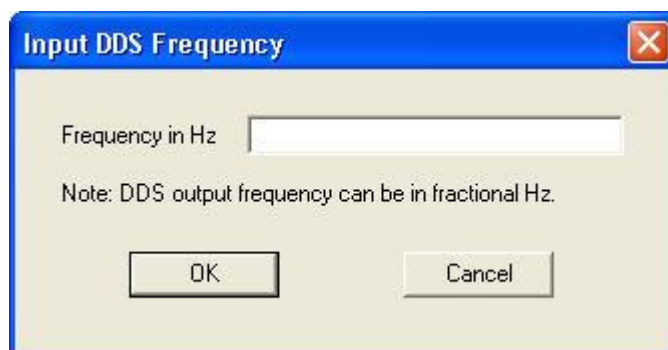 Input DDS Frequency
Frequency in Hz
Note: DDS output frequency can be in fractional Hz.
OK
Cancel